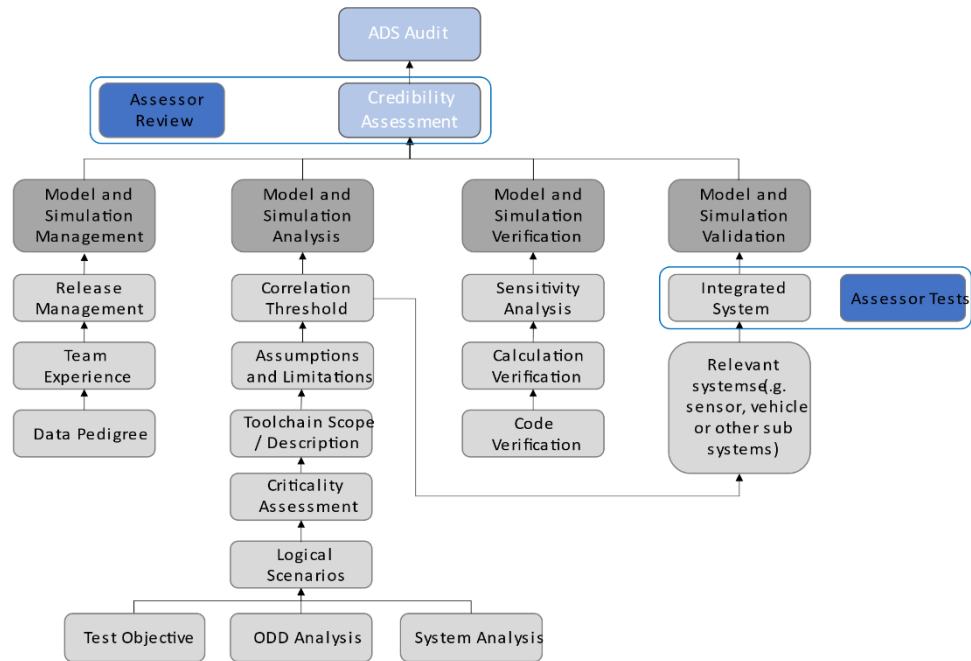 ADS Audit
Assessor
Review
Credibility
Assessment
Model and
Simulation
Management
Model and
Simulation
Analysis
Model and
Simulation
Verification
Model and
Simulation
Validation
Release
Management
Correlation
Threshold
Sensitivity
Analysis
Integrated
System
Assessor Tests
Team
Experience
Assumptions
and Limitations
Calculation
Verification
Relevant
systemse(.g.
sensor, vehicle
or other sub
systems)
Data Pedigree
Toolchain Scope
/ Description
Code
Verification
Criticality
Assessment
Logical
Scenarios
Test Objective
ODD Analysis
System Analysis